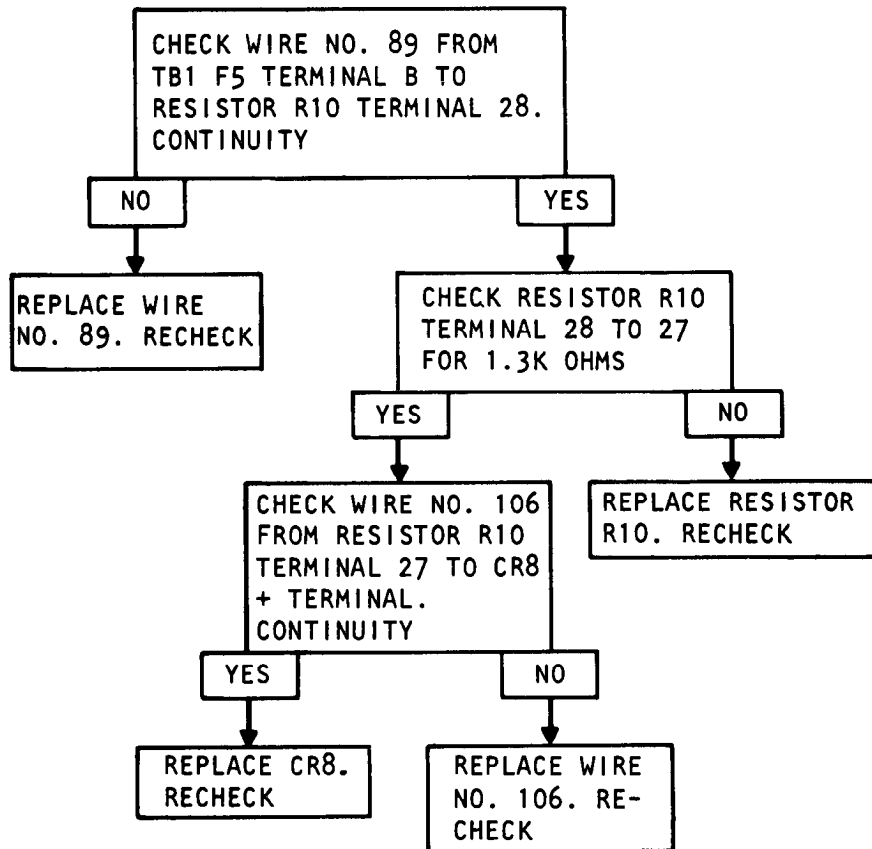 CHECK WIRE NO. 89 FROM
TB1 F5 TERMINAL B TO
RESISTOR R10 TERMINAL 28.
CONTINUITY
NO
YES
REPLACE WIRE
NO. 89. RECHECK
CHECK RESISTOR R10
TERMINAL 28 TO 27
FOR 1.3K OHMS
YES
NO
CHECK WIRE NO. 106
FROM RESISTOR R10
TERMINAL 27 TO CR8
+ TERMINAL.
CONTINUITY
REPLACE RESISTOR
R10. RECHECK
YES
NO
REPLACE CR8.
RECHECK
REPLACE WIRE
NO. 106. RE-
CHECK